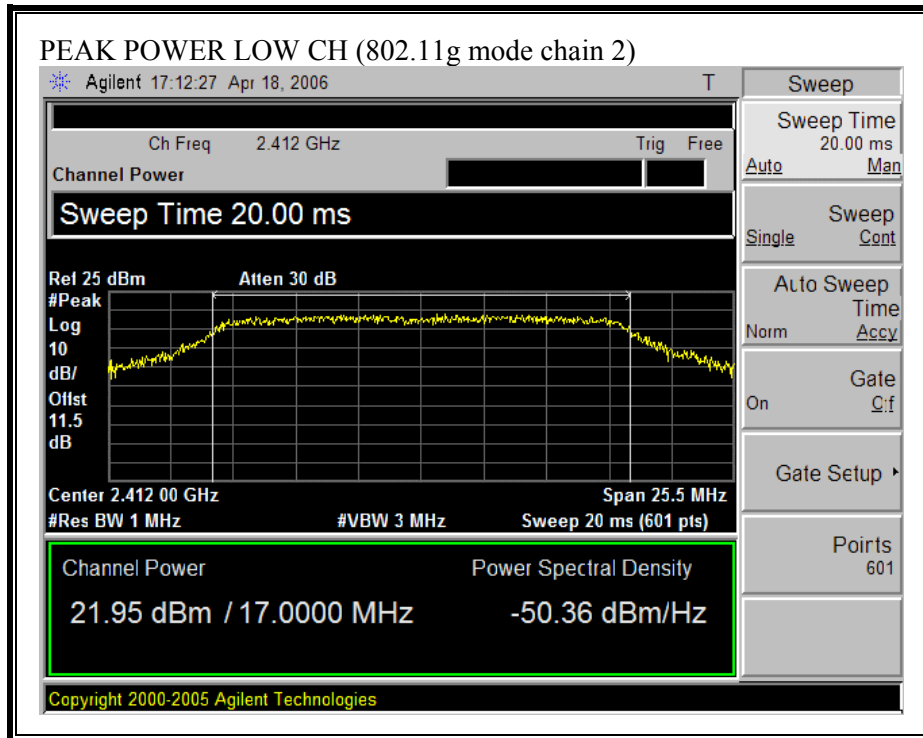 PEAK POWER LOW CH (802.11g mode chain 2)
Agilent 17:12:27 Apr 18, 2006 T
Ch Freq 2.412 GHz Trig Free
Channel Power
Sweep Time 20.00 ms
Ref 25 dBm Atten 30 dB
#Peak
Log
10
dB/
Offst
11.5
dB
Center 2.412 00 GHz Span 25.5 MHz
#Res BW 1 MHz #VBW 3 MHz Sweep 20 ms (601 pts)
Channel Power Power Spectral Density
21.95 dBm / 17.0000 MHz -50.36 dBm/Hz
Copyright 2000-2005 Agilent Technologies
Sweep
Sweep Time
20.00 ms
Auto Man
Sweep
Single Cont
Auto Sweep
Time
Norm Accy
Gate
On Off
Gate Setup
Points
601